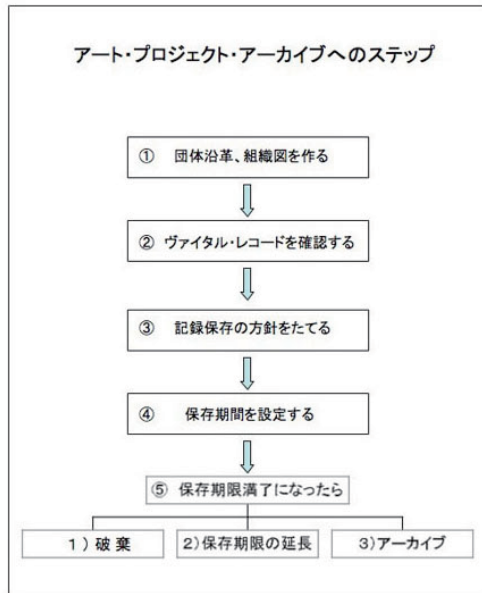 アート・プロジェクト・アーカイブへのステップ
① 団体沿革、組織図を作る
② ヴァイタル・レコードを確認する
③ 記録保存の方針をたてる
④ 保存期間を設定する
⑤ 保存期限満了になったら
１）破棄
2)保存期限の延長
3)アーカイブ